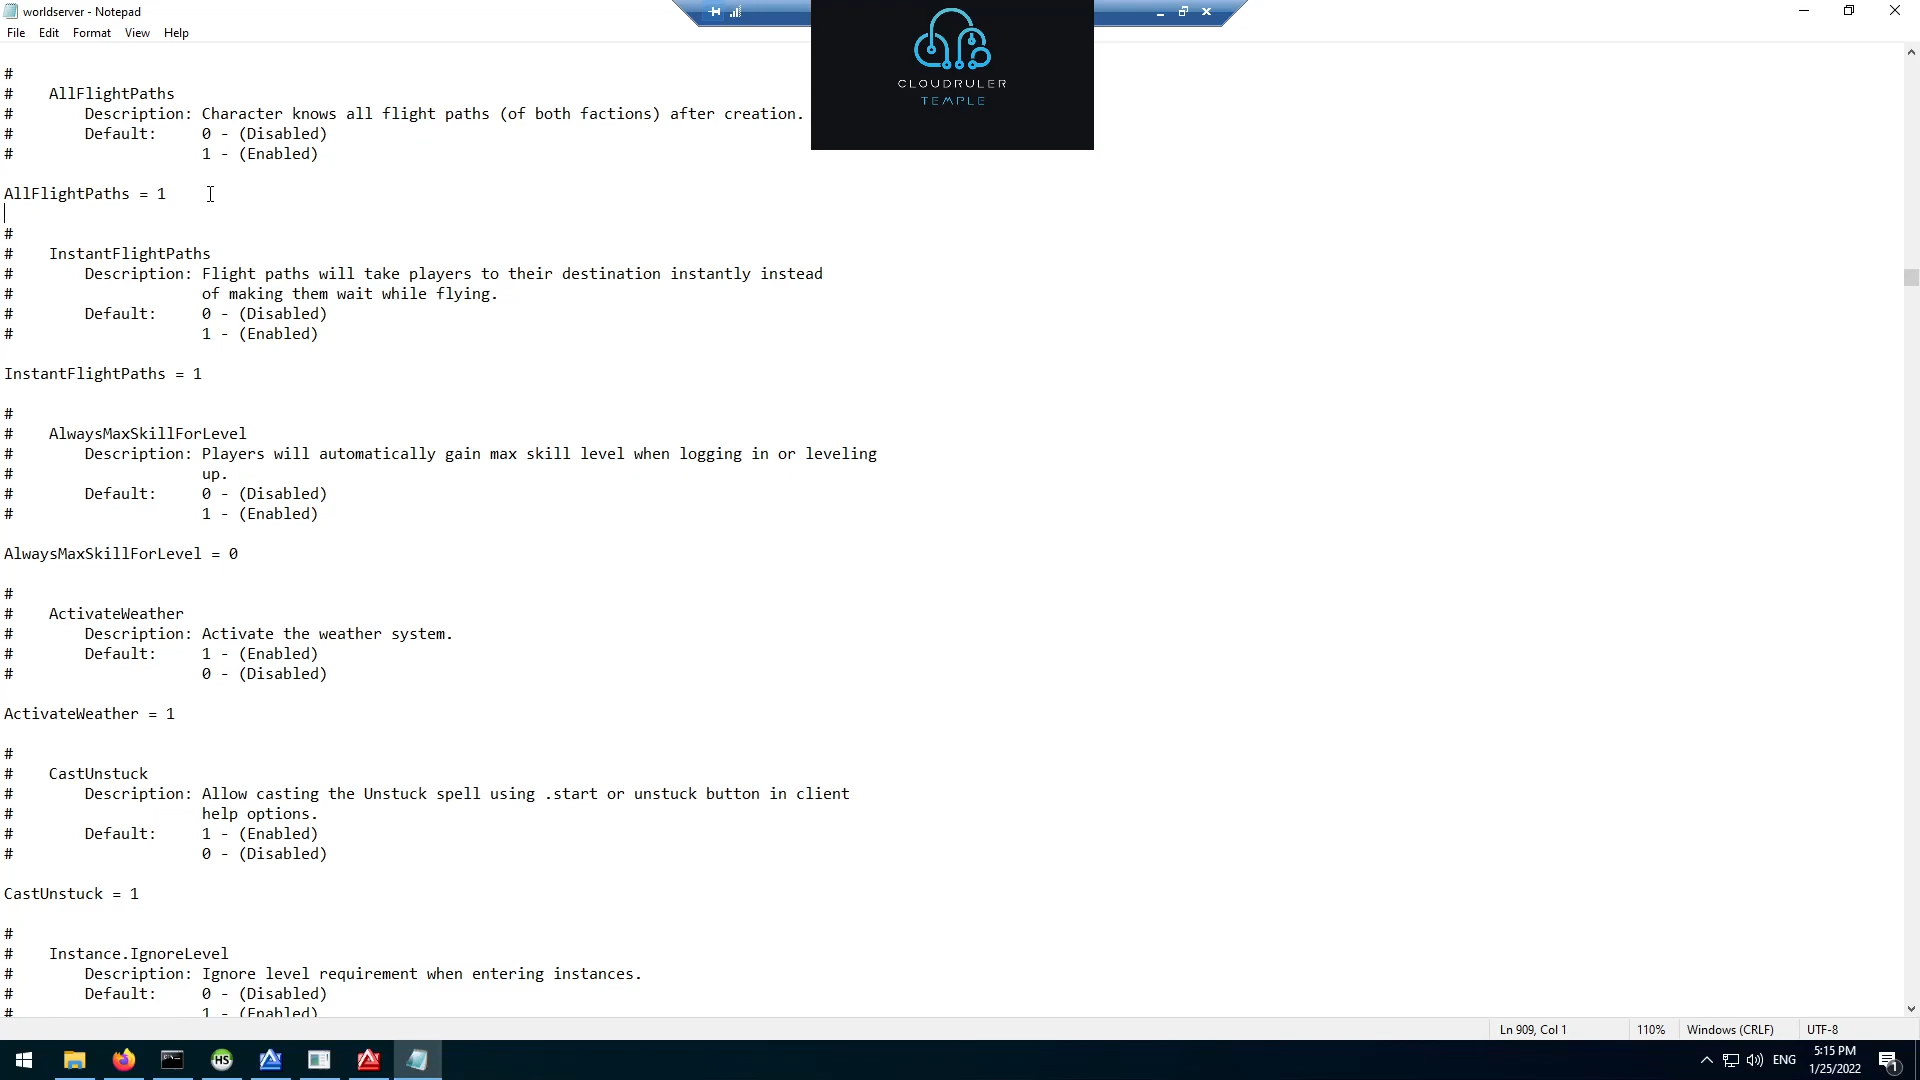 worldserver - Notepad
File Edit Format View Help
CLOUDRULER
TEMPLE
#
#    AllFlightPaths
#        Description: Character knows all flight paths (of both factions) after creation.
#        Default:     0 - (Disabled)
#                     1 - (Enabled)
AllFlightPaths = 1
#
#    InstantFlightPaths
#        Description: Flight paths will take players to their destination instantly instead
#                     of making them wait while flying.
#        Default:     0 - (Disabled)
#                     1 - (Enabled)
InstantFlightPaths = 1
#
#    AlwaysMaxSkillForLevel
#        Description: Players will automatically gain max skill level when logging in or leveling
#                     up.
#        Default:     0 - (Disabled)
#                     1 - (Enabled)
AlwaysMaxSkillForLevel = 0
#
#    ActivateWeather
#        Description: Activate the weather system.
#        Default:     1 - (Enabled)
#                     0 - (Disabled)
ActivateWeather = 1
#
#    CastUnstuck
#        Description: Allow casting the Unstuck spell using .start or unstuck button in client
#                     help options.
#        Default:     1 - (Enabled)
#                     0 - (Disabled)
CastUnstuck = 1
#
#    Instance.IgnoreLevel
#        Description: Ignore level requirement when entering instances.
#        Default:     0 - (Disabled)
#                     1 - (Enabled)
Ln 909, Col 1 110% Windows (CRLF) UTF-8
HS
ENG
5:15 PM
1/25/2022
1